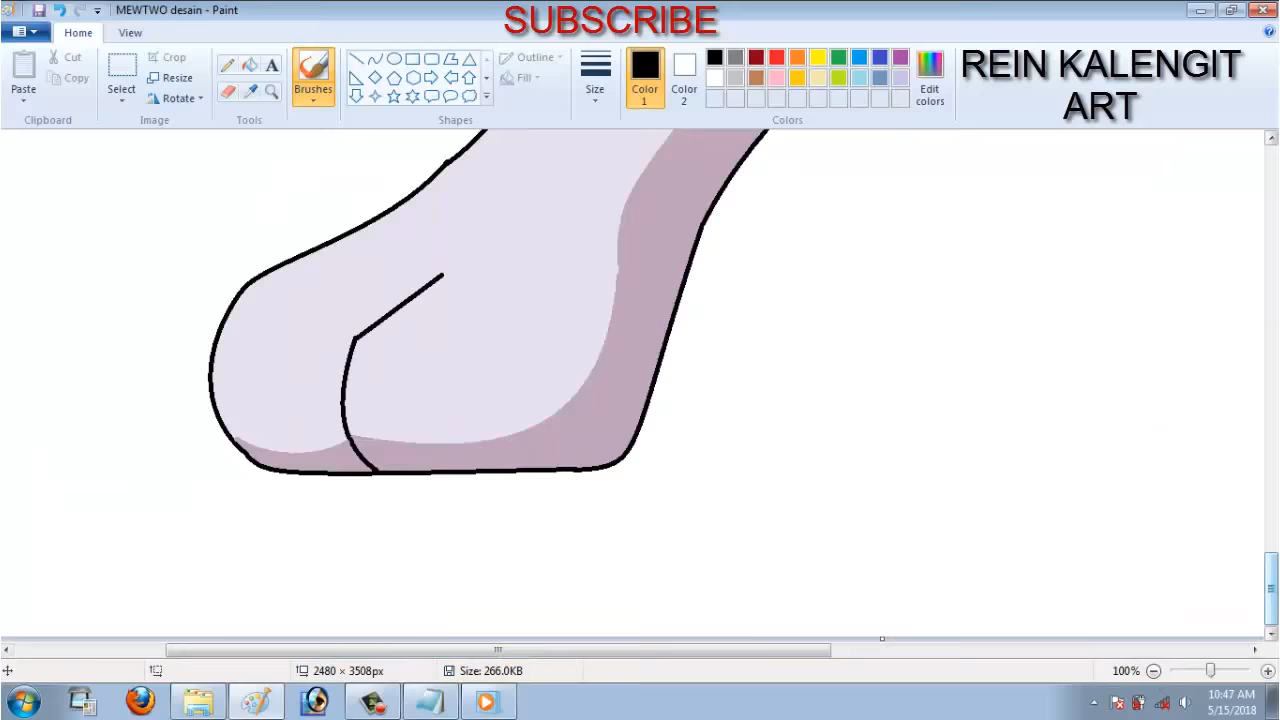 MEWTWO desain - Paint
SUBSCRIBE
Home
View
Paste
Cut
Copy
Clipboard
Select
Crop
Resize
Rotate
Image
A
Tools
Brushes
Outline
Fill
Shapes
Size
Color
1
Color
2
Edit
colors
Colors
REIN KALENGIT
ART
2480 × 3508px
Size: 266.0KB
100%
10:47 AM
5/15/2018